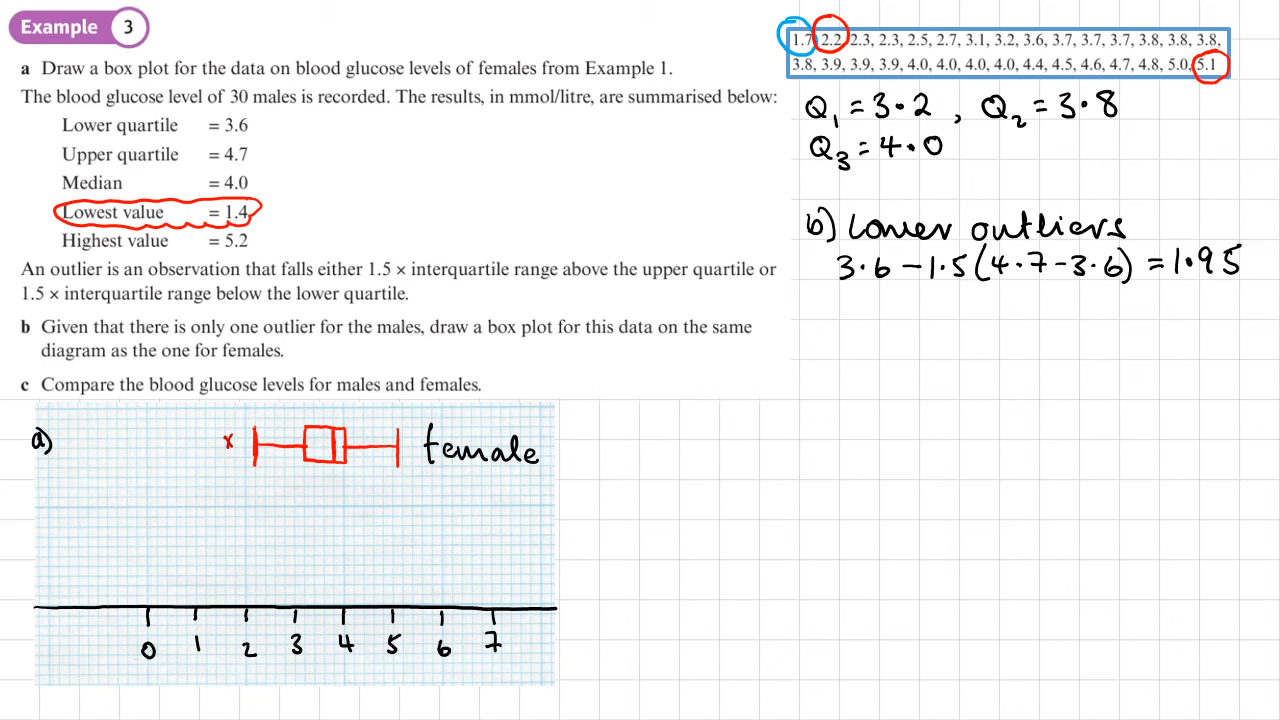 Example 3
a Draw a box plot for the data on blood glucose levels of females from Example 1.
The blood glucose level of 30 males is recorded. The results, in mmol/litre, are summarised below:
Lower quartile = 3.6
Upper quartile = 4.7
Median = 4.0
Lowest value = 1.4
Highest value = 5.2
An outlier is an observation that falls either 1.5 × interquartile range above the upper quartile or
1.5 × interquartile range below the lower quartile.
b Given that there is only one outlier for the males, draw a box plot for this data on the same
diagram as the one for females.
c Compare the blood glucose levels for males and females.
1.7 2.2, 2.3, 2.3, 2.5, 2.7, 3.1, 3.2, 3.6, 3.7, 3.7, 3.7, 3.8, 3.8, 3.8,
3.8, 3.9, 3.9, 3.9, 4.0, 4.0, 4.0, 4.0, 4.4, 4.5, 4.6, 4.7, 4.8, 5.0, 5.1
Q₁ = 3·2 , Q₂ = 3·8
Q₃ = 4·0
b) Lower outliers
3·6 – 1·5 (4·7 – 3·6) = 1·95
a) x female
0 1 2 3 4 5 6 7